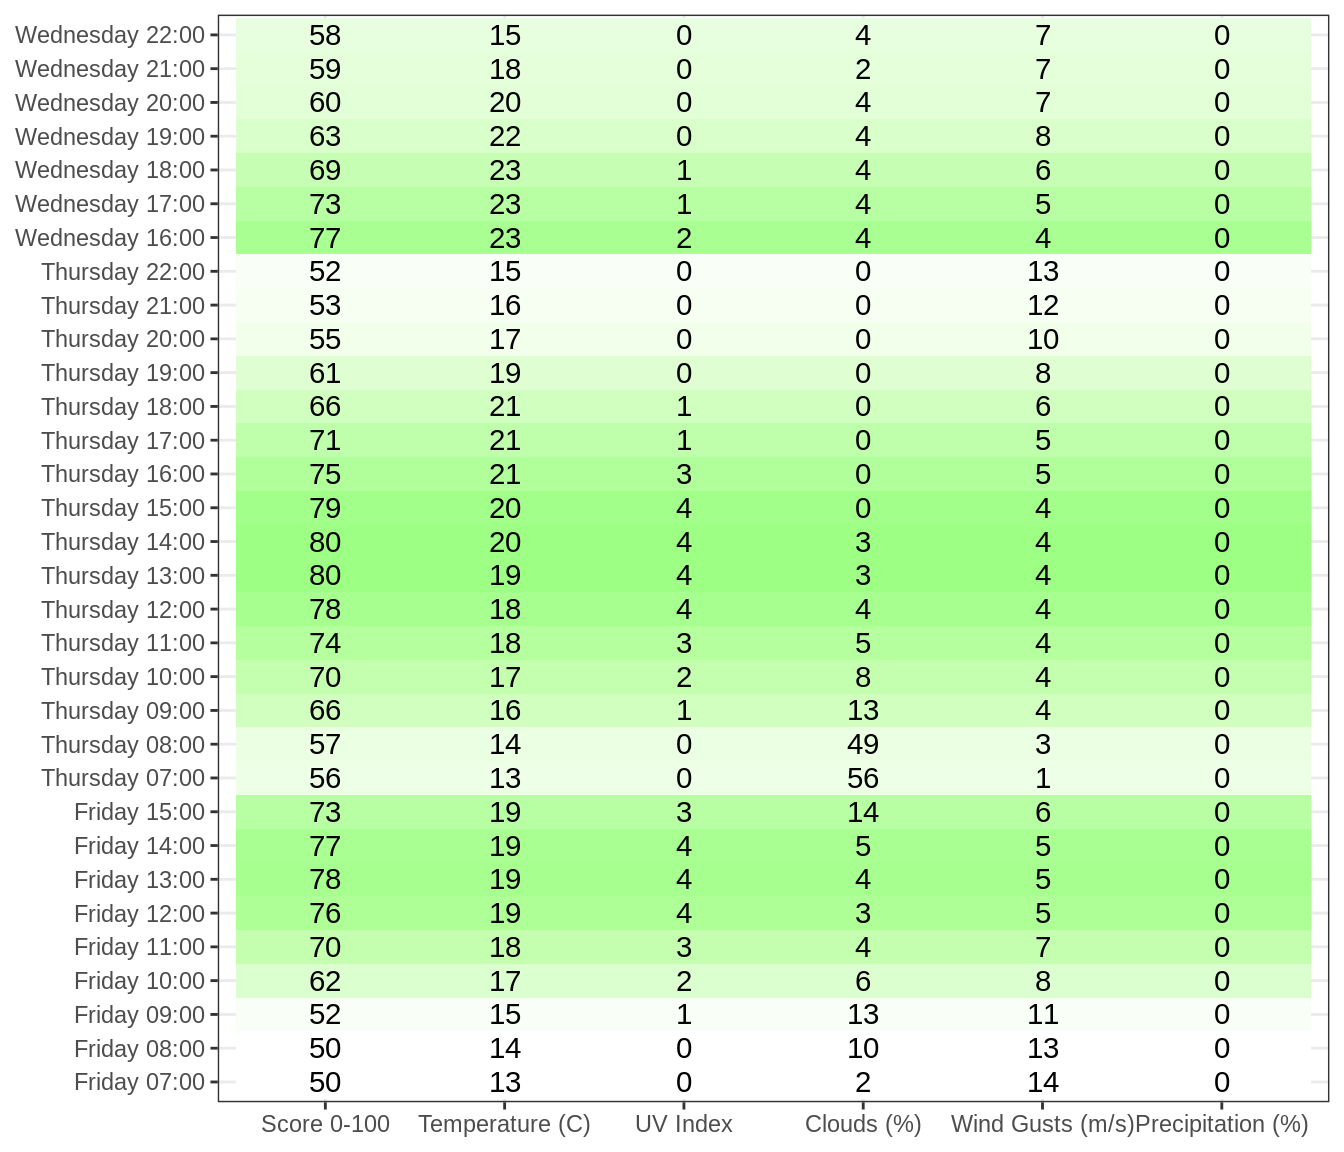 Wednesday 22:00 58 15 0 4 7 0
Wednesday 21:00 59 18 0 2 7 0
Wednesday 20:00 60 20 0 4 7 0
Wednesday 19:00 63 22 0 4 8 0
Wednesday 18:00 69 23 1 4 6 0
Wednesday 17:00 73 23 1 4 5 0
Wednesday 16:00 77 23 2 4 4 0
Thursday 22:00 52 15 0 0 13 0
Thursday 21:00 53 16 0 0 12 0
Thursday 20:00 55 17 0 0 10 0
Thursday 19:00 61 19 0 0 8 0
Thursday 18:00 66 21 1 0 6 0
Thursday 17:00 71 21 1 0 5 0
Thursday 16:00 75 21 3 0 5 0
Thursday 15:00 79 20 4 0 4 0
Thursday 14:00 80 20 4 3 4 0
Thursday 13:00 80 19 4 3 4 0
Thursday 12:00 78 18 4 4 4 0
Thursday 11:00 74 18 3 5 4 0
Thursday 10:00 70 17 2 8 4 0
Thursday 09:00 66 16 1 13 4 0
Thursday 08:00 57 14 0 49 3 0
Thursday 07:00 56 13 0 56 1 0
Friday 15:00 73 19 3 14 6 0
Friday 14:00 77 19 4 5 5 0
Friday 13:00 78 19 4 4 5 0
Friday 12:00 76 19 4 3 5 0
Friday 11:00 70 18 3 4 7 0
Friday 10:00 62 17 2 6 8 0
Friday 09:00 52 15 1 13 11 0
Friday 08:00 50 14 0 10 13 0
Friday 07:00 50 13 0 2 14 0
Score 0-100 Temperature (C) UV Index Clouds (%) Wind Gusts (m/s) Precipitation (%)